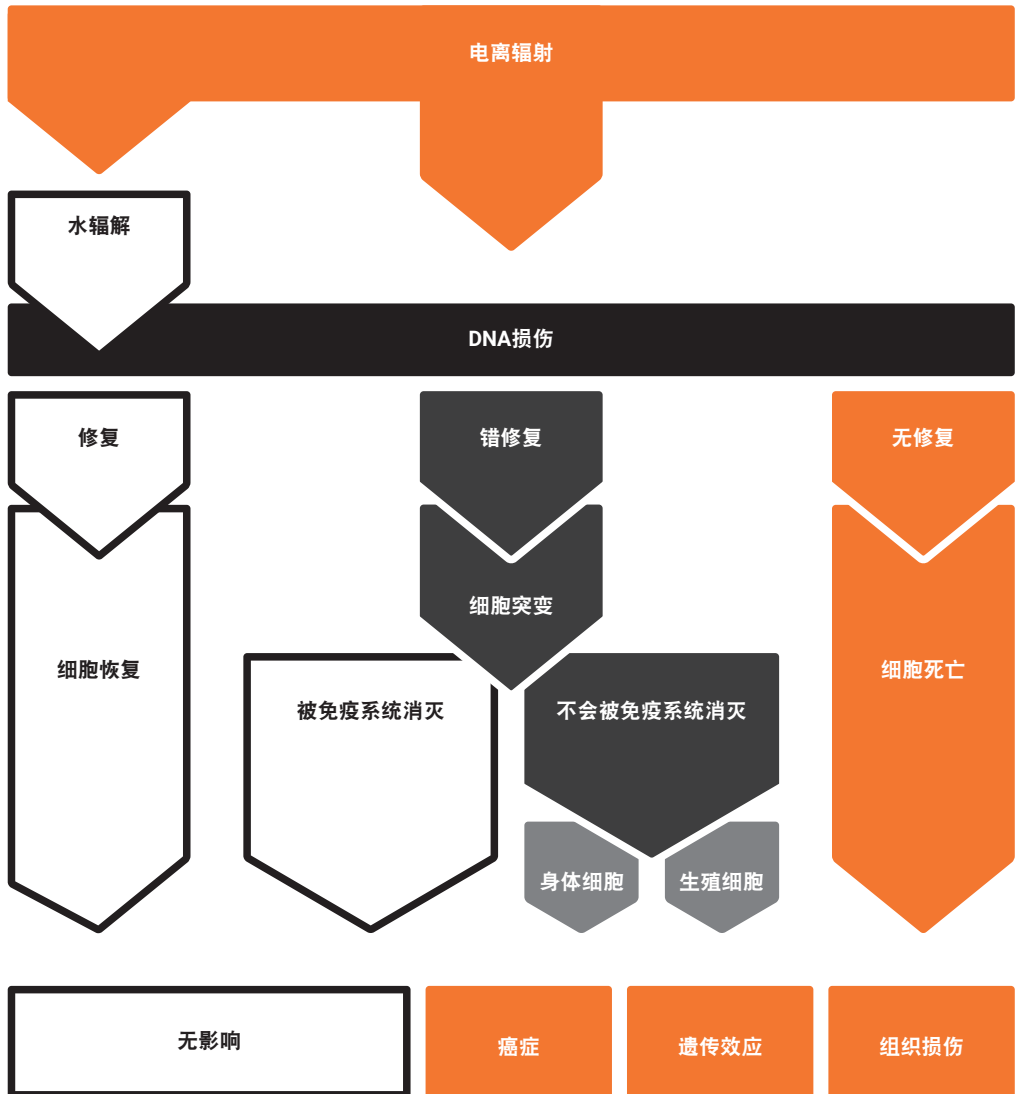 电离辐射
水辐解
DNA损伤
修复
错修复
无修复
细胞突变
细胞恢复
细胞死亡
被免疫系统消灭
不会被免疫系统消灭
身体细胞
生殖细胞
无影响
癌症
遗传效应
组织损伤